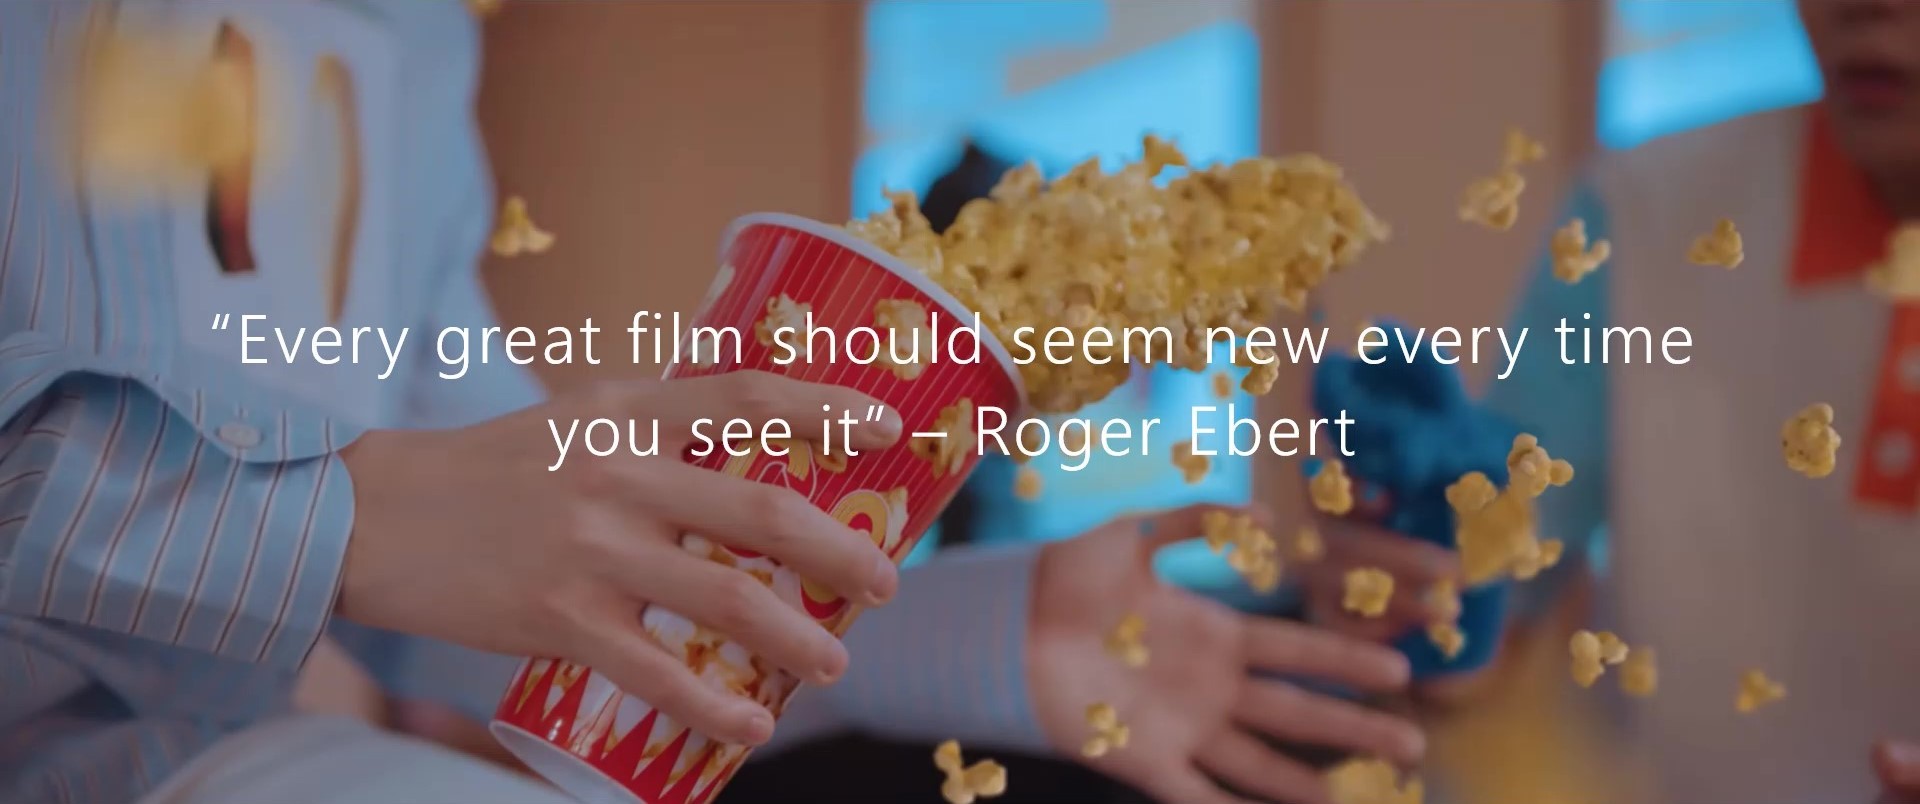 “Every great film should seem new every time
you see it” – Roger Ebert